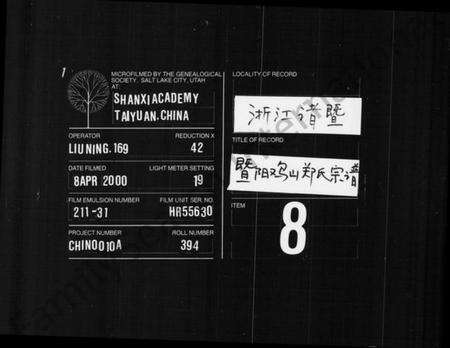 1
MICROFILMED BY THE GENEALOGICAL
SOCIETY, SALT LAKE CITY, UTAH
AT:
SHANXI ACADEMY
TAIYUAN.CHINA
OPERATOR REDUCTION X
LIU NING. 169 42
DATE FILMED LIGHT METER SETTING
8 APR 2000 19
FILM EMULSION NUMBER FILM UNIT SER. NO.
211-31 HR55630
PROJECT NUMBER ROLL NUMBER
CHIN0010A 394
LOCALITY OF RECORD
浙江诸暨
TITLE OF RECORD
暨阳鸡山郑氏宗谱
ITEM
8